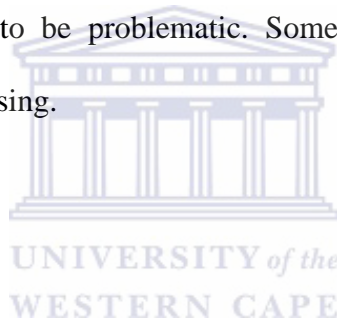 to be problematic. Some
sing.
UNIVERSITY of the
WESTERN CAPE